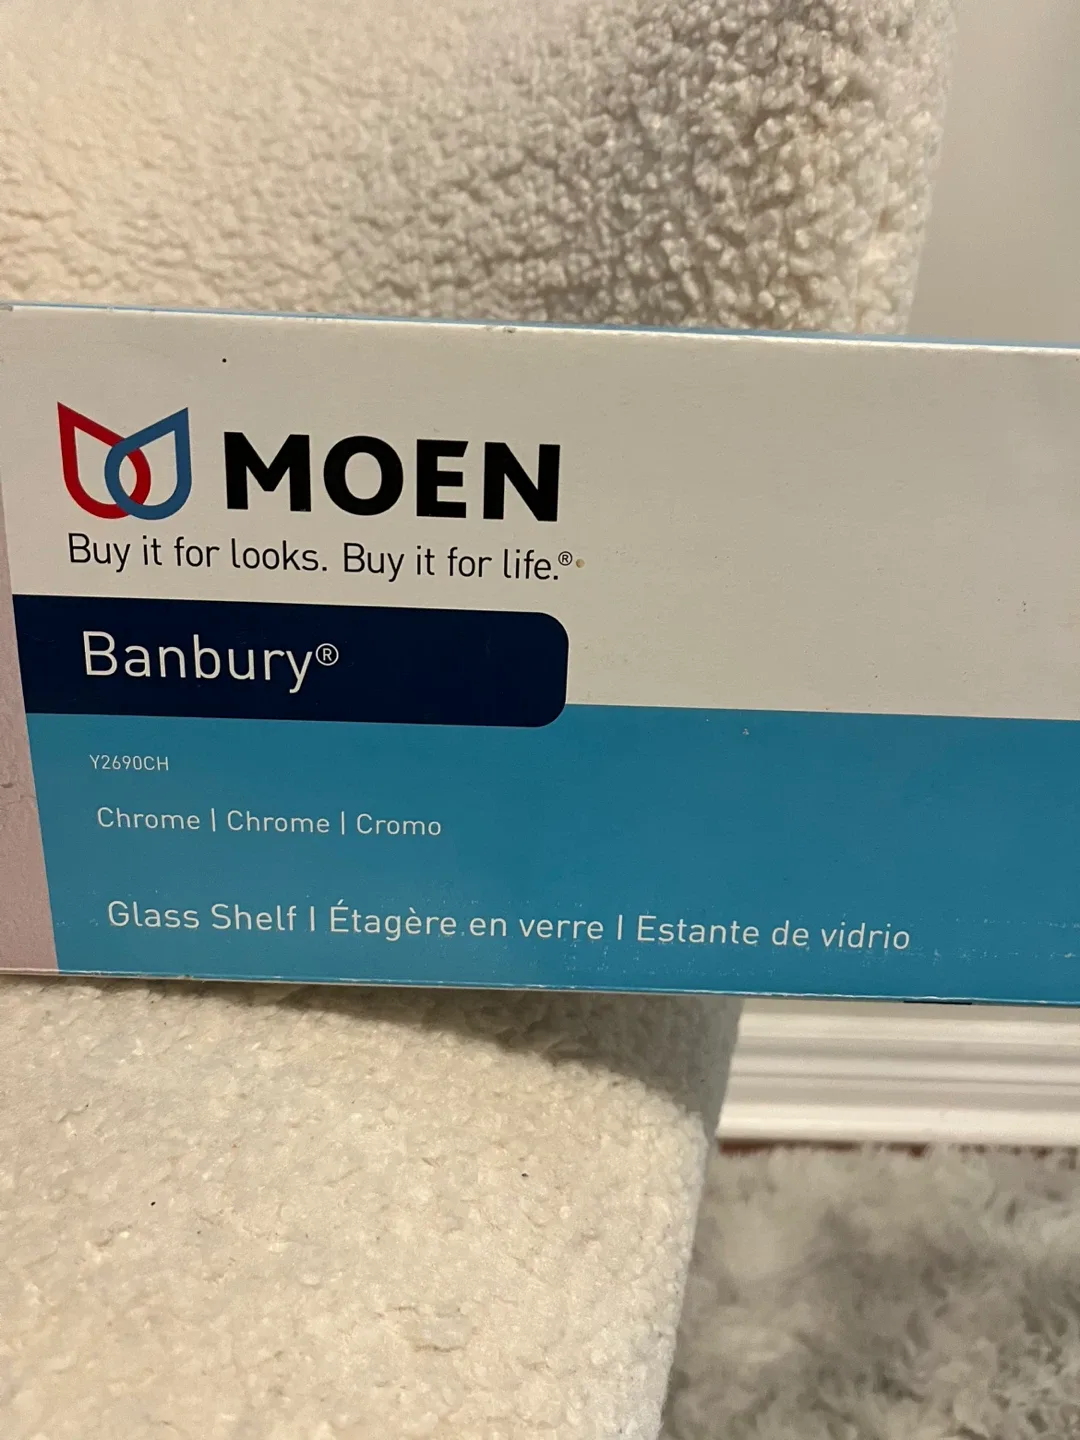 MOEN
Buy it for looks. Buy it for life.®
Banbury®
Y2690CH
Chrome | Chrome | Cromo
Glass Shelf | Étagère en verre | Estante de vidrio